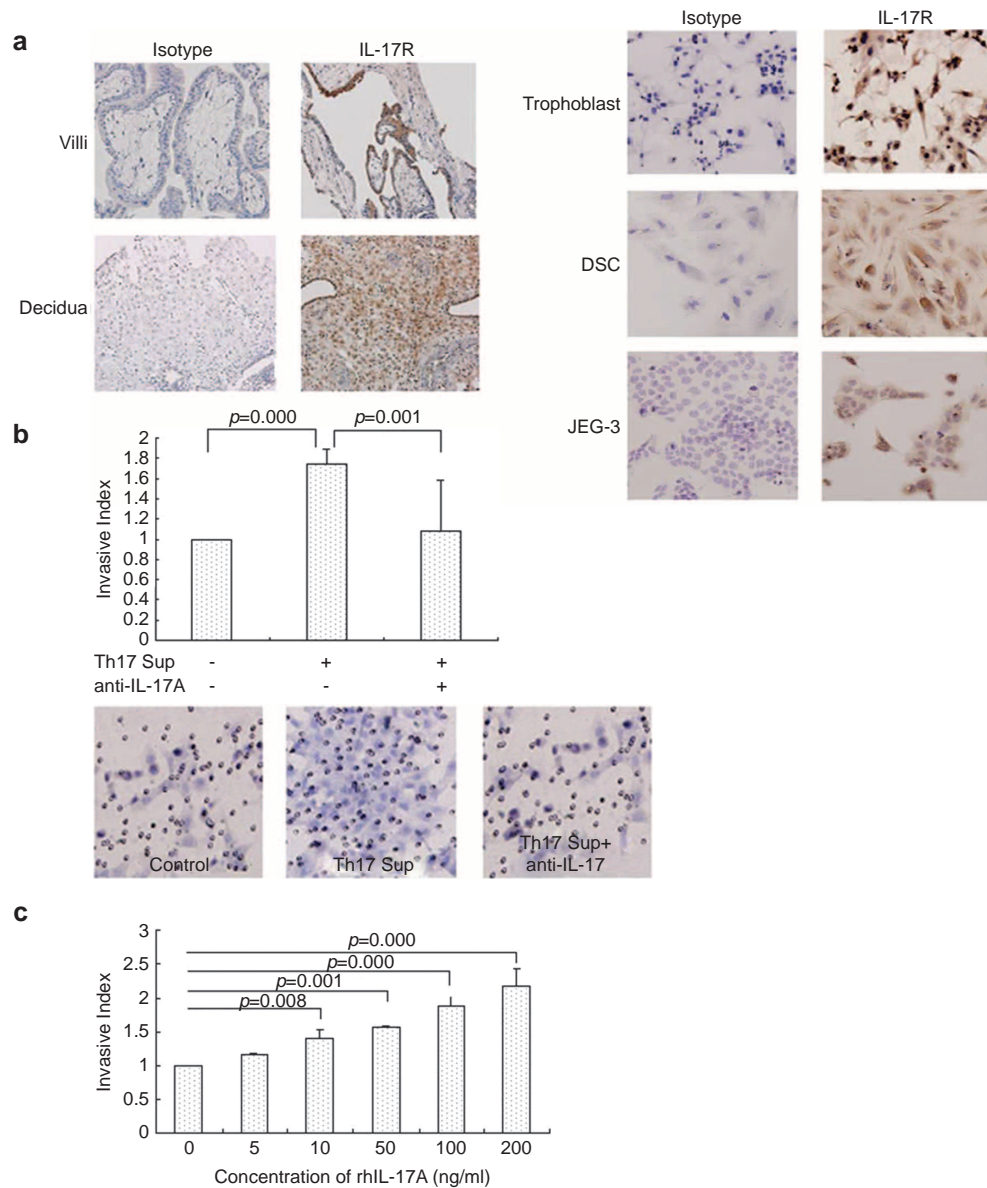 a
Isotype IL-17R
Villi
Decidua
Isotype IL-17R
Trophoblast
DSC
JEG-3
b
p=0.000 p=0.001
2
1.8
1.6
1.4
1.2
1
0.8
0.6
0.4
0.2
0
Invasive Index
Th17 Sup - + +
anti-IL-17A - - +
Control
Th17 Sup
Th17 Sup+
anti-IL-17
c
p=0.000
p=0.000
p=0.001
p=0.008
3
2.5
2
1.5
1
0.5
0
Invasive Index
0 5 10 50 100 200
Concentration of rhIL-17A (ng/ml)